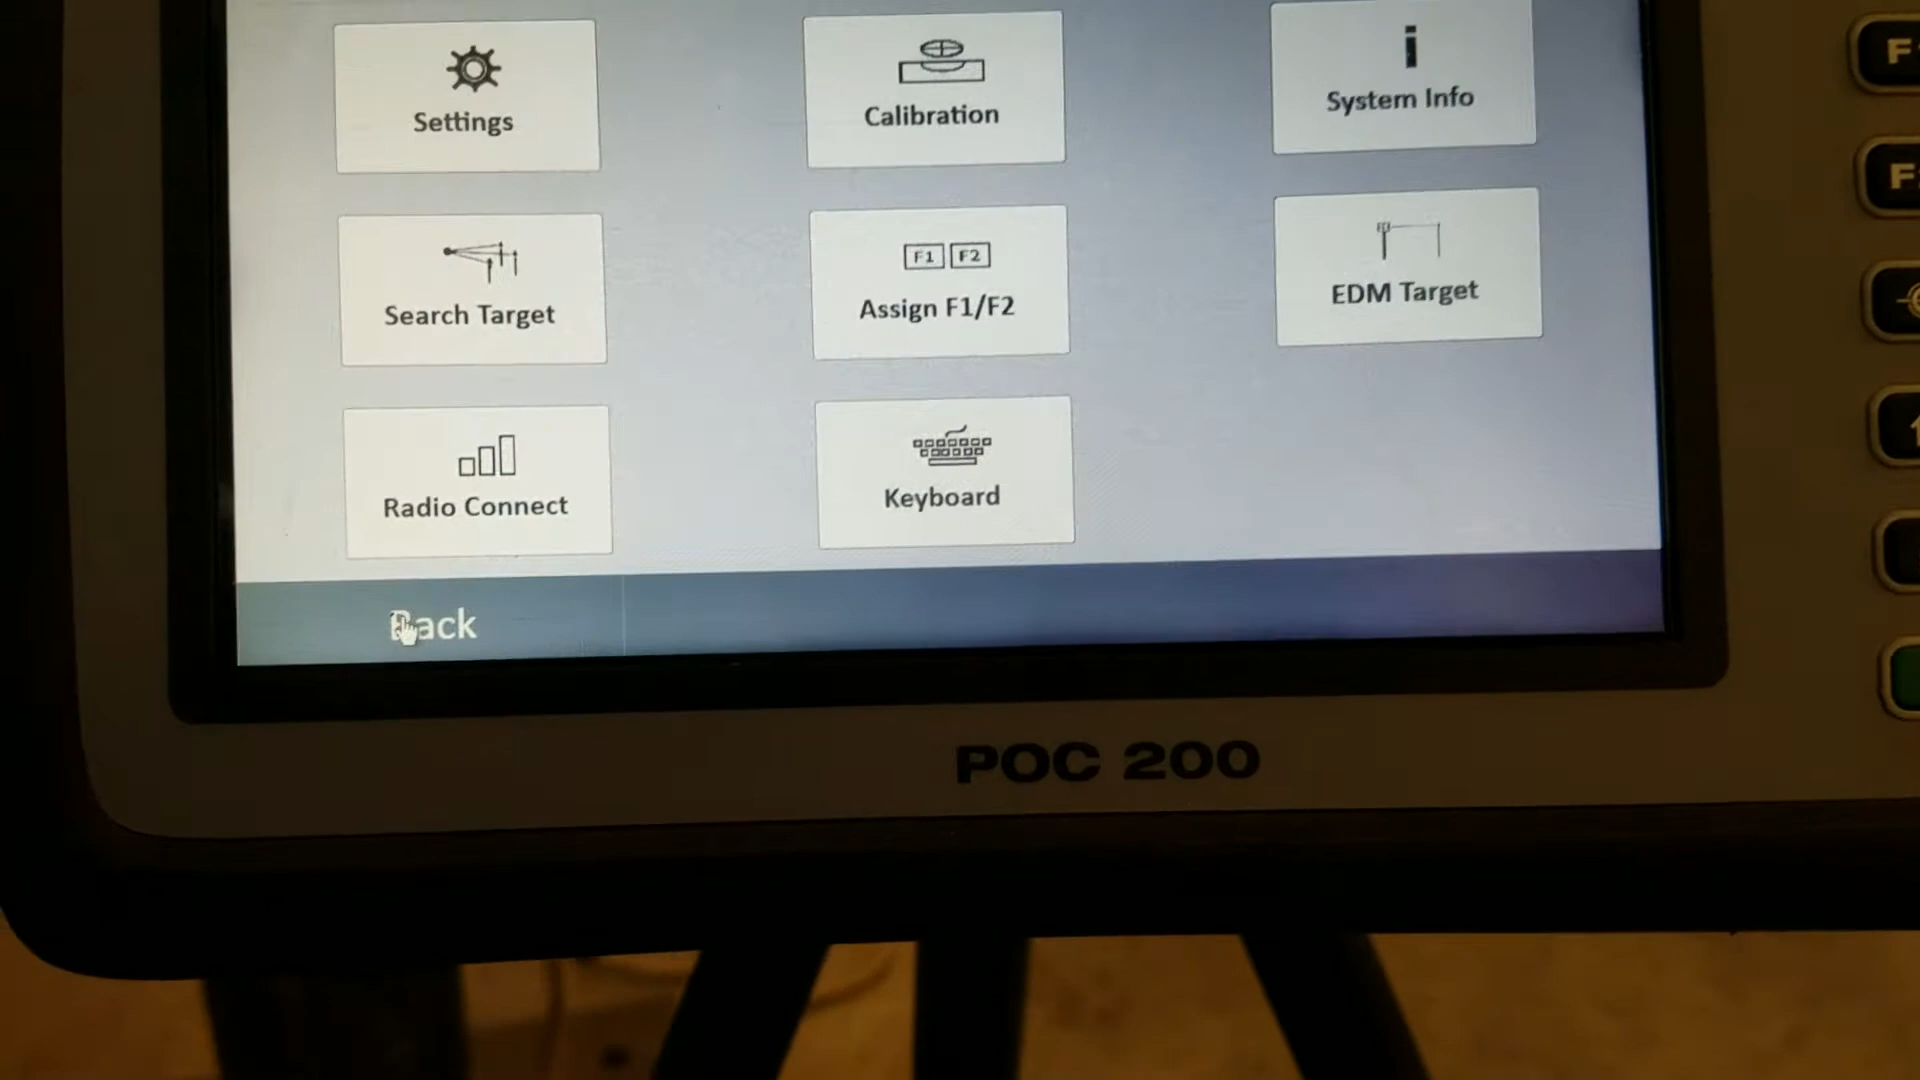 Settings
Calibration
System Info
F1 F2
Search Target
Assign F1/F2
EDM Target
Radio Connect
Keyboard
Back
POC 200
F
F